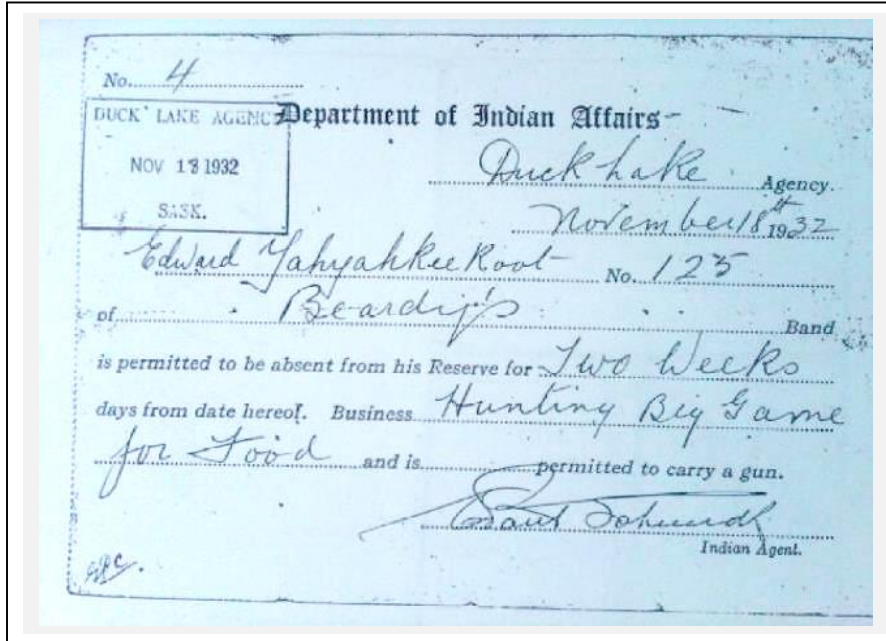 No. 4
DUCK LAKE AGENCY
Department of Indian Affairs
NOV 18 1932
SASK.
Duck Lake Agency.
November 18th 1932
Edward Yahyahkeekoot No. 125
of Beardy's Band
is permitted to be absent from his Reserve for Two Weeks
days from date hereof. Business Hunting Big Game
for Food and is permitted to carry a gun.
Indian Agent.